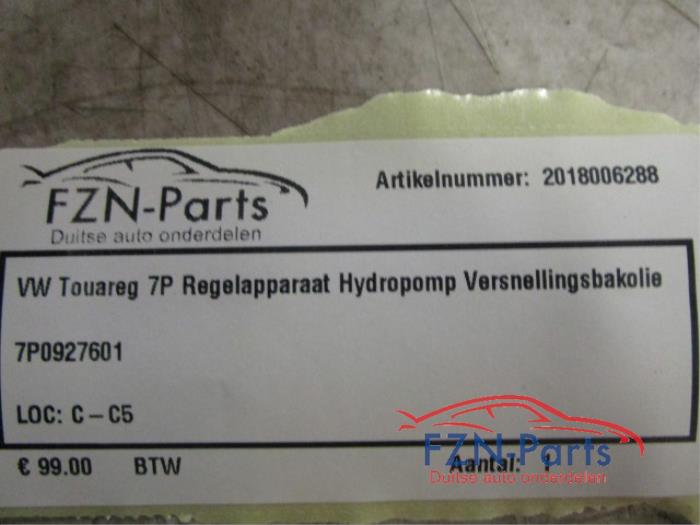 FZN-Parts
Duitse auto onderdelen
Artikelnummer: 2018006288
VW Touareg 7P Regelapparaat Hydropomp Versnellingsbakolie
7P0927601
LOC: C-C5
€ 99.00 BTW Aantal: 1
FZN-Parts
Duitse auto onderdelen